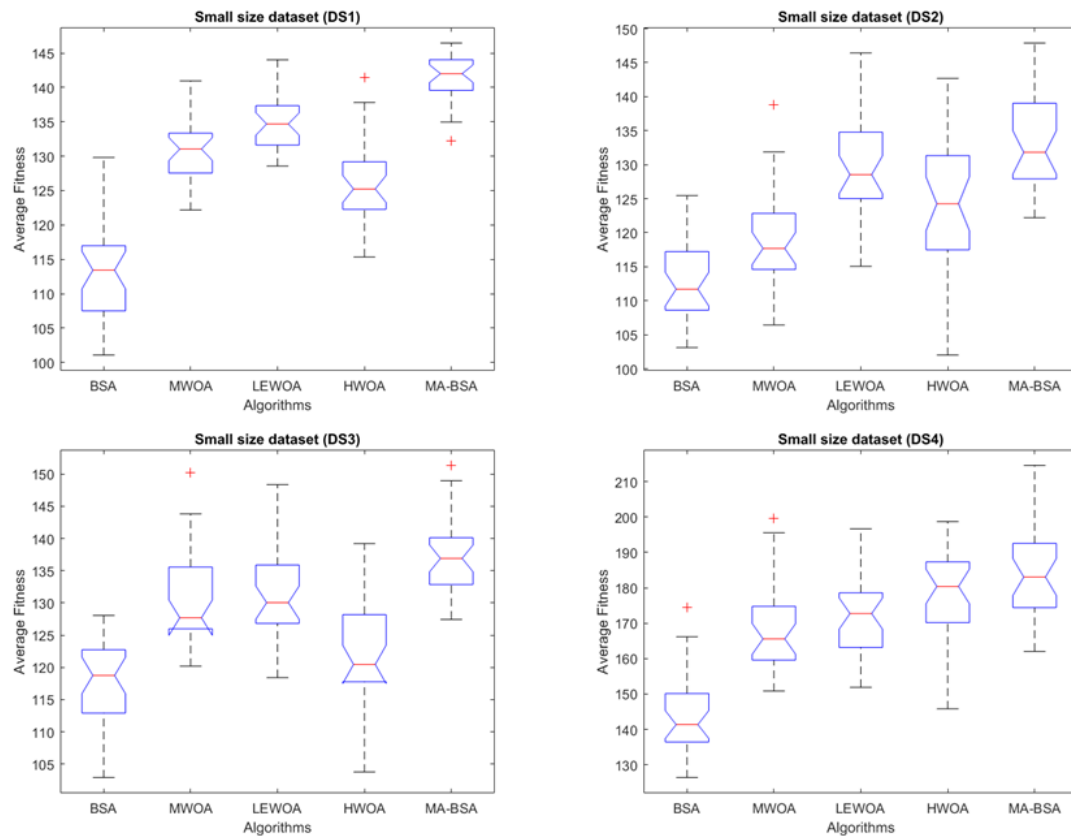 Small size dataset (DS1)
145
140
135
130
125
120
115
110
105
100
Average Fitness
BSA MWOA LEWOA HWOA MA-BSA
Algorithms
Small size dataset (DS2)
150
145
140
135
130
125
120
115
110
105
100
Average Fitness
BSA MWOA LEWOA HWOA MA-BSA
Algorithms
Small size dataset (DS3)
150
145
140
135
130
125
120
115
110
105
Average Fitness
BSA MWOA LEWOA HWOA MA-BSA
Algorithms
Small size dataset (DS4)
210
200
190
180
170
160
150
140
130
Average Fitness
BSA MWOA LEWOA HWOA MA-BSA
Algorithms